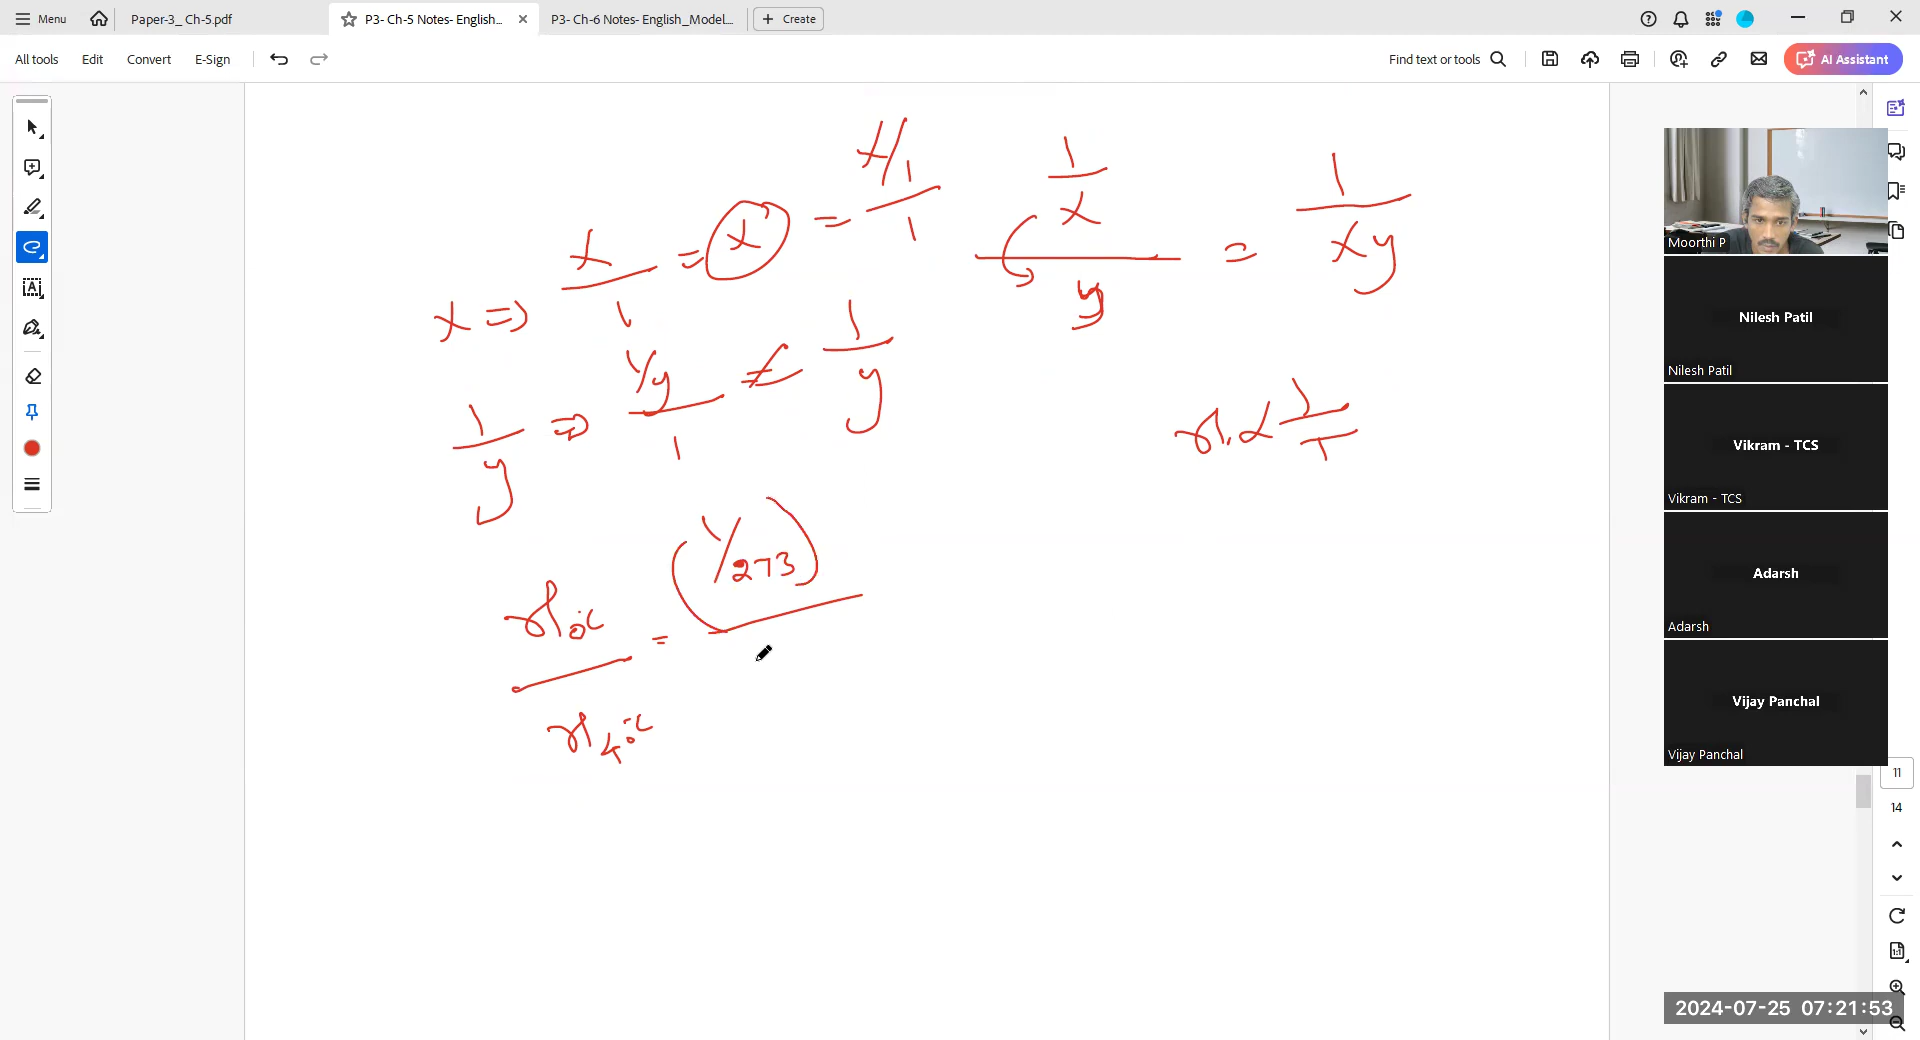 Menu
Paper-3_ Ch-5.pdf
P3- Ch-5 Notes- English...
P3- Ch-6 Notes- English_Model...
+ Create
All tools
Edit
Convert
E-Sign
Find text or tools
AI Assistant
x ⇒ x/1 = x = x/1/1
1/x / y = 1/xy
1/y ⇒ 1/y / 1 = 1/y
α 1/T
0°C / 40°C = (1/273)
Moorthi P
Nilesh Patil
Nilesh Patil
Vikram - TCS
Vikram - TCS
Adarsh
Adarsh
Vijay Panchal
Vijay Panchal
11
14
2024-07-25 07:21:53